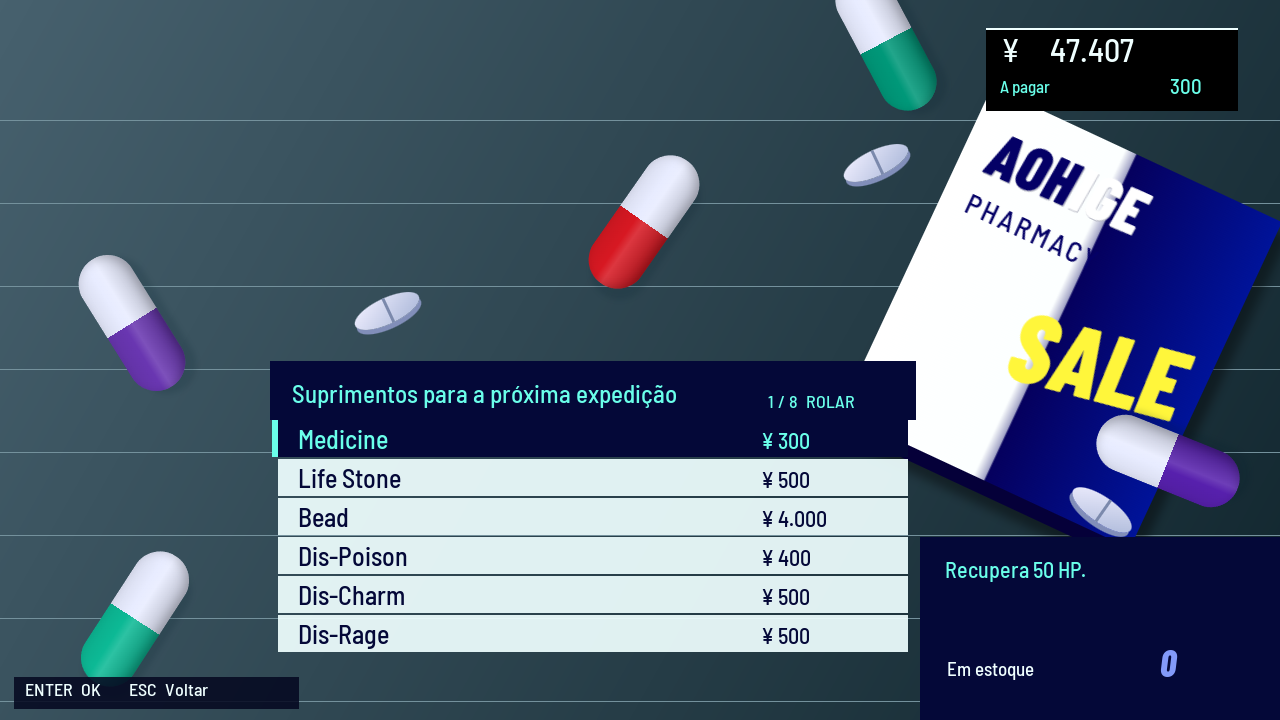 ¥ 47.407
A pagar 300
AOHIGE
PHARMACY
SALE
Suprimentos para a próxima expedição 1 / 8 ROLAR
Medicine ¥ 300
Life Stone ¥ 500
Bead ¥ 4.000
Dis-Poison ¥ 400
Dis-Charm ¥ 500
Dis-Rage ¥ 500
Recupera 50 HP.
Em estoque 0
ENTER OK ESC Voltar